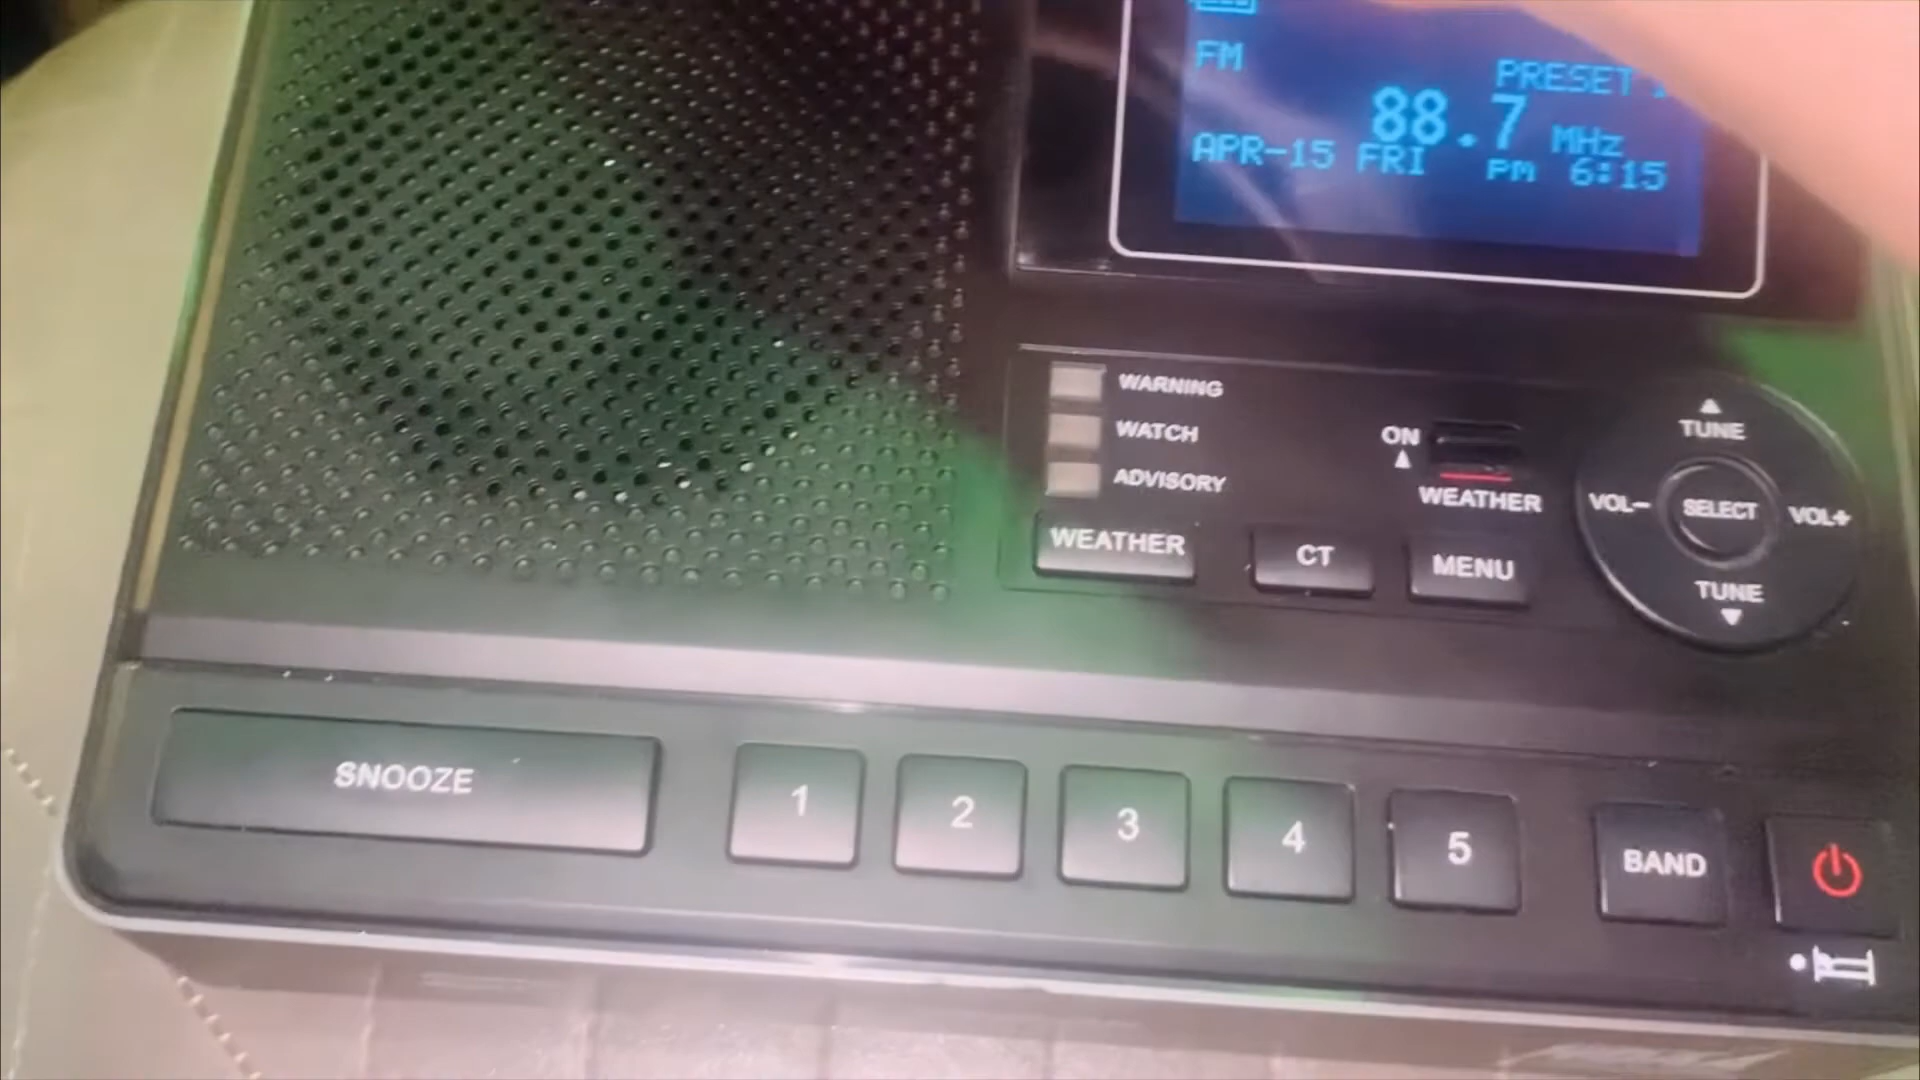 FM
PRESET
88.7 MHz
APR-15 FRI PM 6:15
WARNING
WATCH
ADVISORY
ON
WEATHER
WEATHER
CT
MENU
TUNE
VOL-
SELECT
VOL+
TUNE
SNOOZE
1
2
3
4
5
BAND